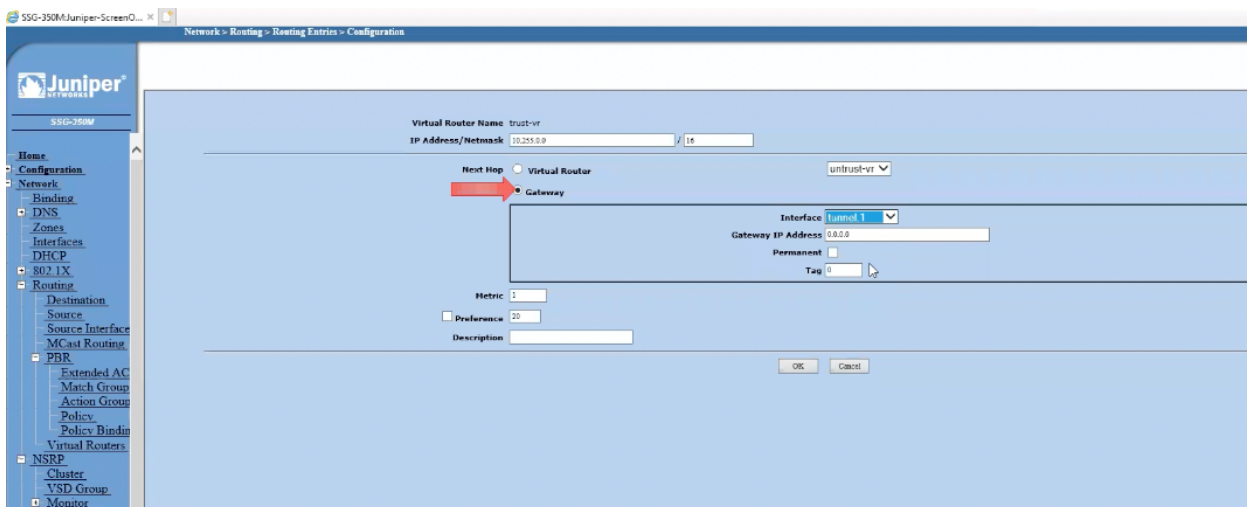 SSG-350M:Juniper-ScreenO...
Network > Routing > Routing Entries > Configuration
Juniper
NETWORKS
SSG-350M
Home
Configuration
Network
Binding
DNS
Zones
Interfaces
DHCP
802.1X
Routing
Destination
Source
Source Interface
MCast Routing
PBR
Extended AC
Match Group
Action Group
Policy
Policy Bindin
Virtual Routers
NSRP
Cluster
VSD Group
Monitor
Virtual Router Name trust-vr
IP Address/Netmask 10.255.0.0 / 16
Next Hop Virtual Router untrust-vr
Gateway
Interface tunnel.1
Gateway IP Address 0.0.0.0
Permanent
Tag 0
Metric 1
Preference 20
Description
OK Cancel